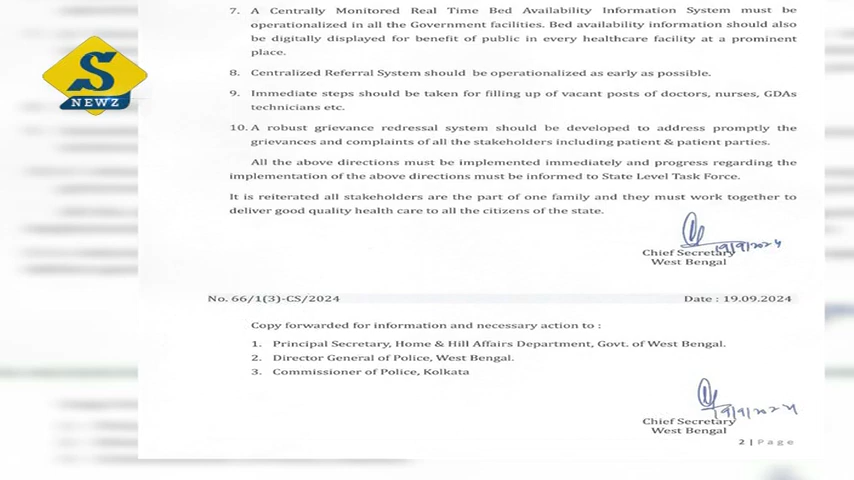 S
NEWZ
7. A Centrally Monitored Real Time Bed Availability Information System must be
operationalized in all the Government facilities. Bed availability information should also
be digitally displayed for benefit of public in every healthcare facility at a prominent
place.
8. Centralized Referral System should be operationalized as early as possible.
9. Immediate steps should be taken for filling up of vacant posts of doctors, nurses, GDAs
technicians etc.
10. A robust grievance redressal system should be developed to address promptly the
grievances and complaints of all the stakeholders including patient & patient parties.
All the above directions must be implemented immediately and progress regarding the
implementation of the above directions must be informed to State Level Task Force.
It is reiterated all stakeholders are the part of one family and they must work together to
deliver good quality health care to all the citizens of the state.
19/9/2024
Chief Secretary
West Bengal
No. 66/1(3)-CS/2024 Date : 19.09.2024
Copy forwarded for information and necessary action to :
1. Principal Secretary, Home & Hill Affairs Department, Govt. of West Bengal.
2. Director General of Police, West Bengal.
3. Commissioner of Police, Kolkata
19/9/2024
Chief Secretary
West Bengal
2 | Page